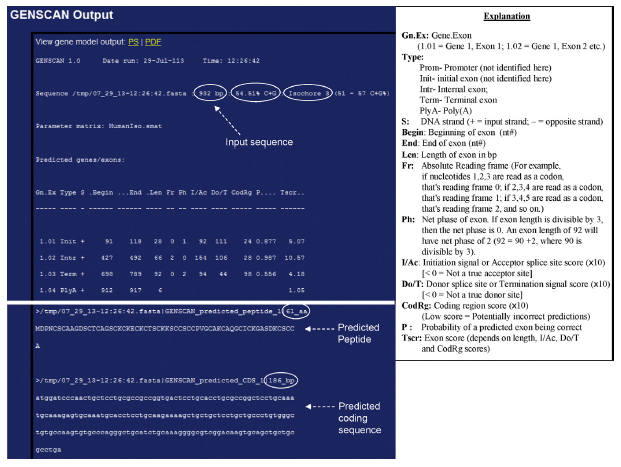 GENSCAN Output
View gene model output: PS | PDF
GENSCAN 1.0 Date run: 29-Jul-113 Time: 12:26:42
Sequence /tmp/07_29_13-12:26:42.fasta : 932 bp : 54.51% C+G : Isochore 3 (51 - 57 C+G%)
Input sequence
Parameter matrix: HumanIso.smat
Predicted genes/exons:
Gn.Ex Type S .Begin ...End .Len Fr Ph I/Ac Do/T CodRg P.... Tscr..
----- ---- - ------ ------ ---- -- -- ---- ---- ----- ----- ------
1.01 Init + 91 118 28 0 1 92 111 24 0.877 5.07
1.02 Intr + 427 492 66 2 0 154 106 28 0.987 10.57
1.03 Term + 698 789 92 0 2 94 44 98 0.556 4.18
1.04 PlyA + 912 917 6 1.05
>/tmp/07_29_13-12:26:42.fasta|GENSCAN_predicted_peptide_1|61_aa
MDPNCSCAAGDSCTCAGSCKCKECKCTSCKKSCCSCCPVGCAKCAQGCICKGASDKCSCC
A
Predicted
Peptide
>/tmp/07_29_13-12:26:42.fasta|GENSCAN_predicted_CDS_1|186_bp
atggatcccaactgctcctgcgccgccggtgactcctgcacctgcgccggctcctgcaaa
tgcaaagagtgcaaatgcacctcctgcaagaaaagctgctgctcctgctgccctgtgggc
tgtgccaagtgtgcccagggctgcatctgcaaaggggcgtcggacaagtgcagctgctgc
gcctga
Predicted
coding
sequence
Explanation
Gn.Ex: Gene.Exon
(1.01 = Gene 1, Exon 1; 1.02 = Gene 1, Exon 2 etc.)
Type:
Prom- Promoter (not identified here)
Init- initial exon (not identified here)
Intr- Internal exon;
Term- Terminal exon
PlyA- Poly(A)
S: DNA strand (+ = input strand; – = opposite strand)
Begin: Beginning of exon (nt#)
End: End of exon (nt#)
Len: Length of exon in bp
Fr: Absolute Reading frame (For example,
if nucleotides 1,2,3 are read as a codon,
that's reading frame 0; if 2,3,4 are read as a codon,
that's reading frame 1; if 3,4,5 are read as a codon,
that's reading frame 2, and so on.)
Ph: Net phase of exon. If exon length is divisible by 3,
then the net phase is 0. An exon length of 92 will
have net phase of 2 (92 = 90 +2, where 90 is
divisible by 3).
I/Ac: Initiation signal or Acceptor splice site score (x10)
[< 0 = Not a true acceptor site]
Do/T: Donor splice site or Termination signal score (x10)
[< 0 = Not a true donor site]
CodRg: Coding region score (x10)
(Low score = Potentially incorrect predictions)
P : Probability of a predicted exon being correct
Tscr: Exon score (depends on length, I/Ac, Do/T
and CodRg scores)